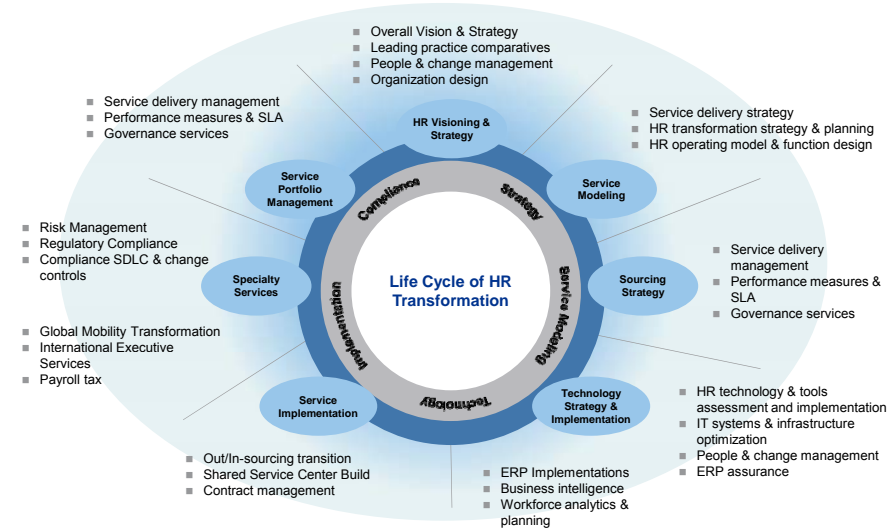 Overall Vision & Strategy
Leading practice comparatives
People & change management
Organization design
Service delivery management
Performance measures & SLA
Governance services
HR Visioning &
Strategy
Service delivery strategy
HR transformation strategy & planning
HR operating model & function design
Service
Portfolio
Management
Compliance
Strategy
Service
Modeling
Risk Management
Regulatory Compliance
Compliance SDLC & change
controls
Specialty
Services
Implementation
Life Cycle of HR
Transformation
Service Modeling
Sourcing
Strategy
Service delivery
management
Performance measures &
SLA
Governance services
Global Mobility Transformation
International Executive
Services
Payroll tax
Service
Implementation
Technology
Technology
Strategy &
Implementation
HR technology & tools
assessment and implementation
IT systems & infrastructure
optimization
People & change management
ERP assurance
Out/In-sourcing transition
Shared Service Center Build
Contract management
ERP Implementations
Business intelligence
Workforce analytics &
planning